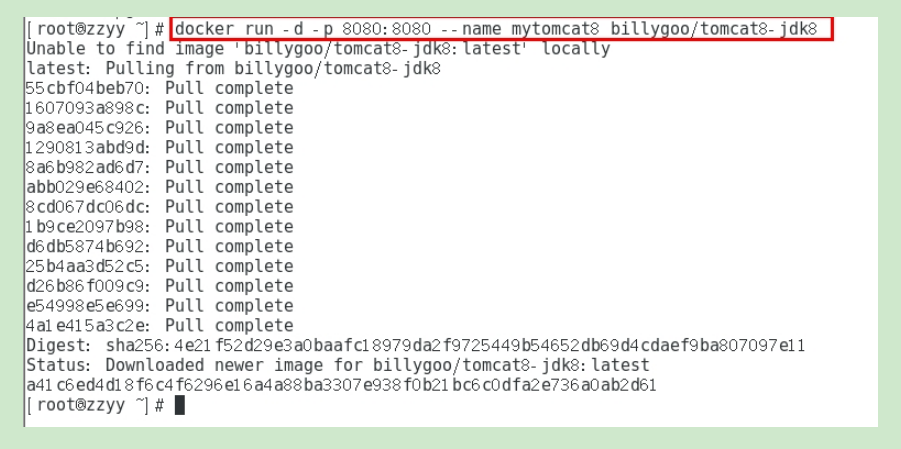 [root@zzyy ~]# docker run -d -p 8080:8080 --name mytomcat8 billygoo/tomcat8-jdk8
Unable to find image 'billygoo/tomcat8-jdk8:latest' locally
latest: Pulling from billygoo/tomcat8-jdk8
55cbf04beb70: Pull complete
1607093a898c: Pull complete
9a8ea045c926: Pull complete
1290813abd9d: Pull complete
8a6b982ad6d7: Pull complete
abb029e68402: Pull complete
8cd067dc06dc: Pull complete
1b9ce2097b98: Pull complete
d6db5874b692: Pull complete
25b4aa3d52c5: Pull complete
d26b86f009c9: Pull complete
e54998e5e699: Pull complete
4a1e415a3c2e: Pull complete
Digest: sha256:4e21f52d29e3a0baafc18979da2f9725449b54652db69d4cdaef9ba807097e11
Status: Downloaded newer image for billygoo/tomcat8-jdk8:latest
a41c6ed4d18f6c4f6296e16a4a88ba3307e938f0b21bc6c0dfa2e736a0ab2d61
[root@zzyy ~]#